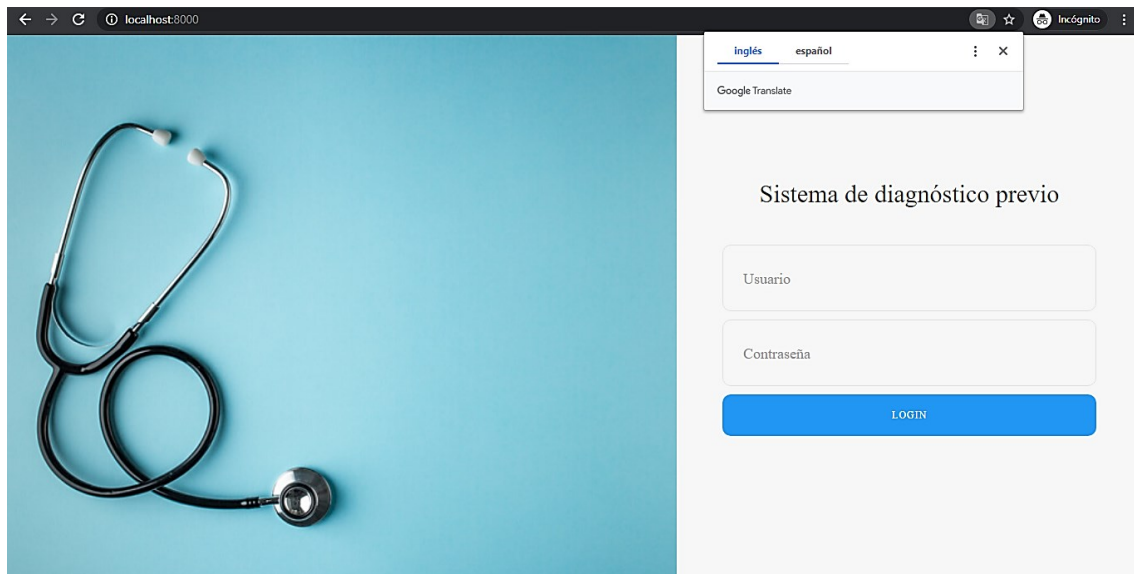 localhost:8000
Incógnito
inglés español
Google Translate
Sistema de diagnóstico previo
Usuario
Contraseña
LOGIN